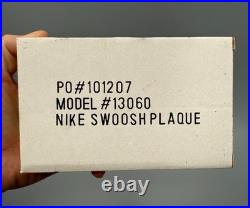 PO#101207
MODEL #13060
NIKE SWOOSH PLAQUE